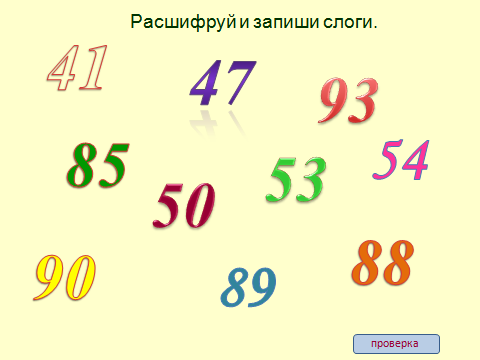 Расшифруй и запиши слоги.
41 47 93
85 50 53 54
90 89 88
проверка